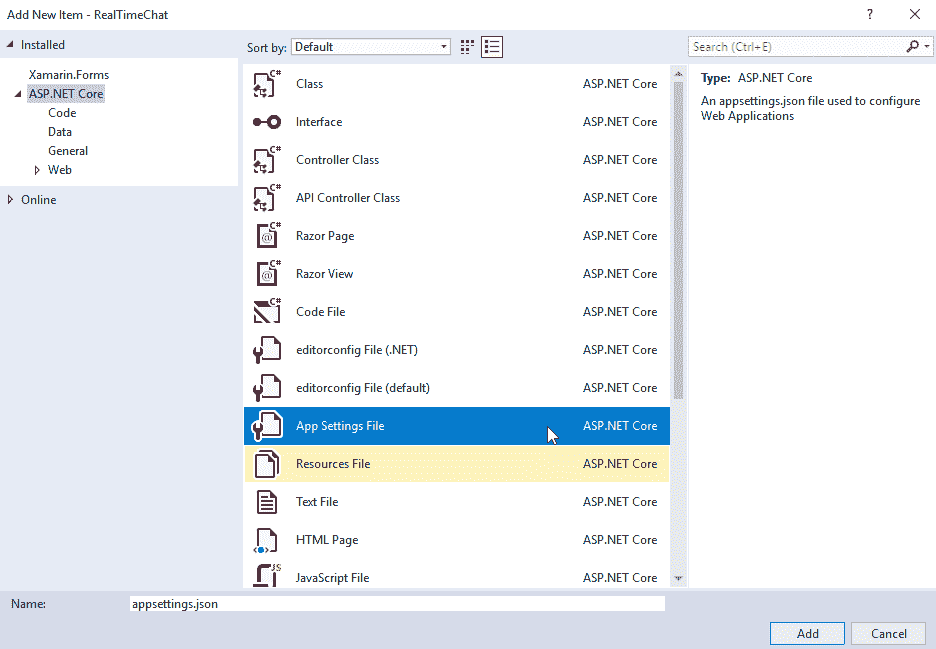 Add New Item - RealTimeChat
?
Installed
Sort by: Default
Search (Ctrl+E)
Xamarin.Forms
ASP.NET Core
Code
Data
General
Web
Online
C# Class ASP.NET Core
Interface ASP.NET Core
C# Controller Class ASP.NET Core
C# API Controller Class ASP.NET Core
C# @ Razor Page ASP.NET Core
C# @ Razor View ASP.NET Core
C# Code File ASP.NET Core
editorconfig File (.NET) ASP.NET Core
editorconfig File (default) ASP.NET Core
App Settings File ASP.NET Core
Resources File ASP.NET Core
Text File ASP.NET Core
HTML Page ASP.NET Core
JS JavaScript File ASP.NET Core
Type: ASP.NET Core
An appsettings.json file used to configure
Web Applications
Name: appsettings.json
Add Cancel